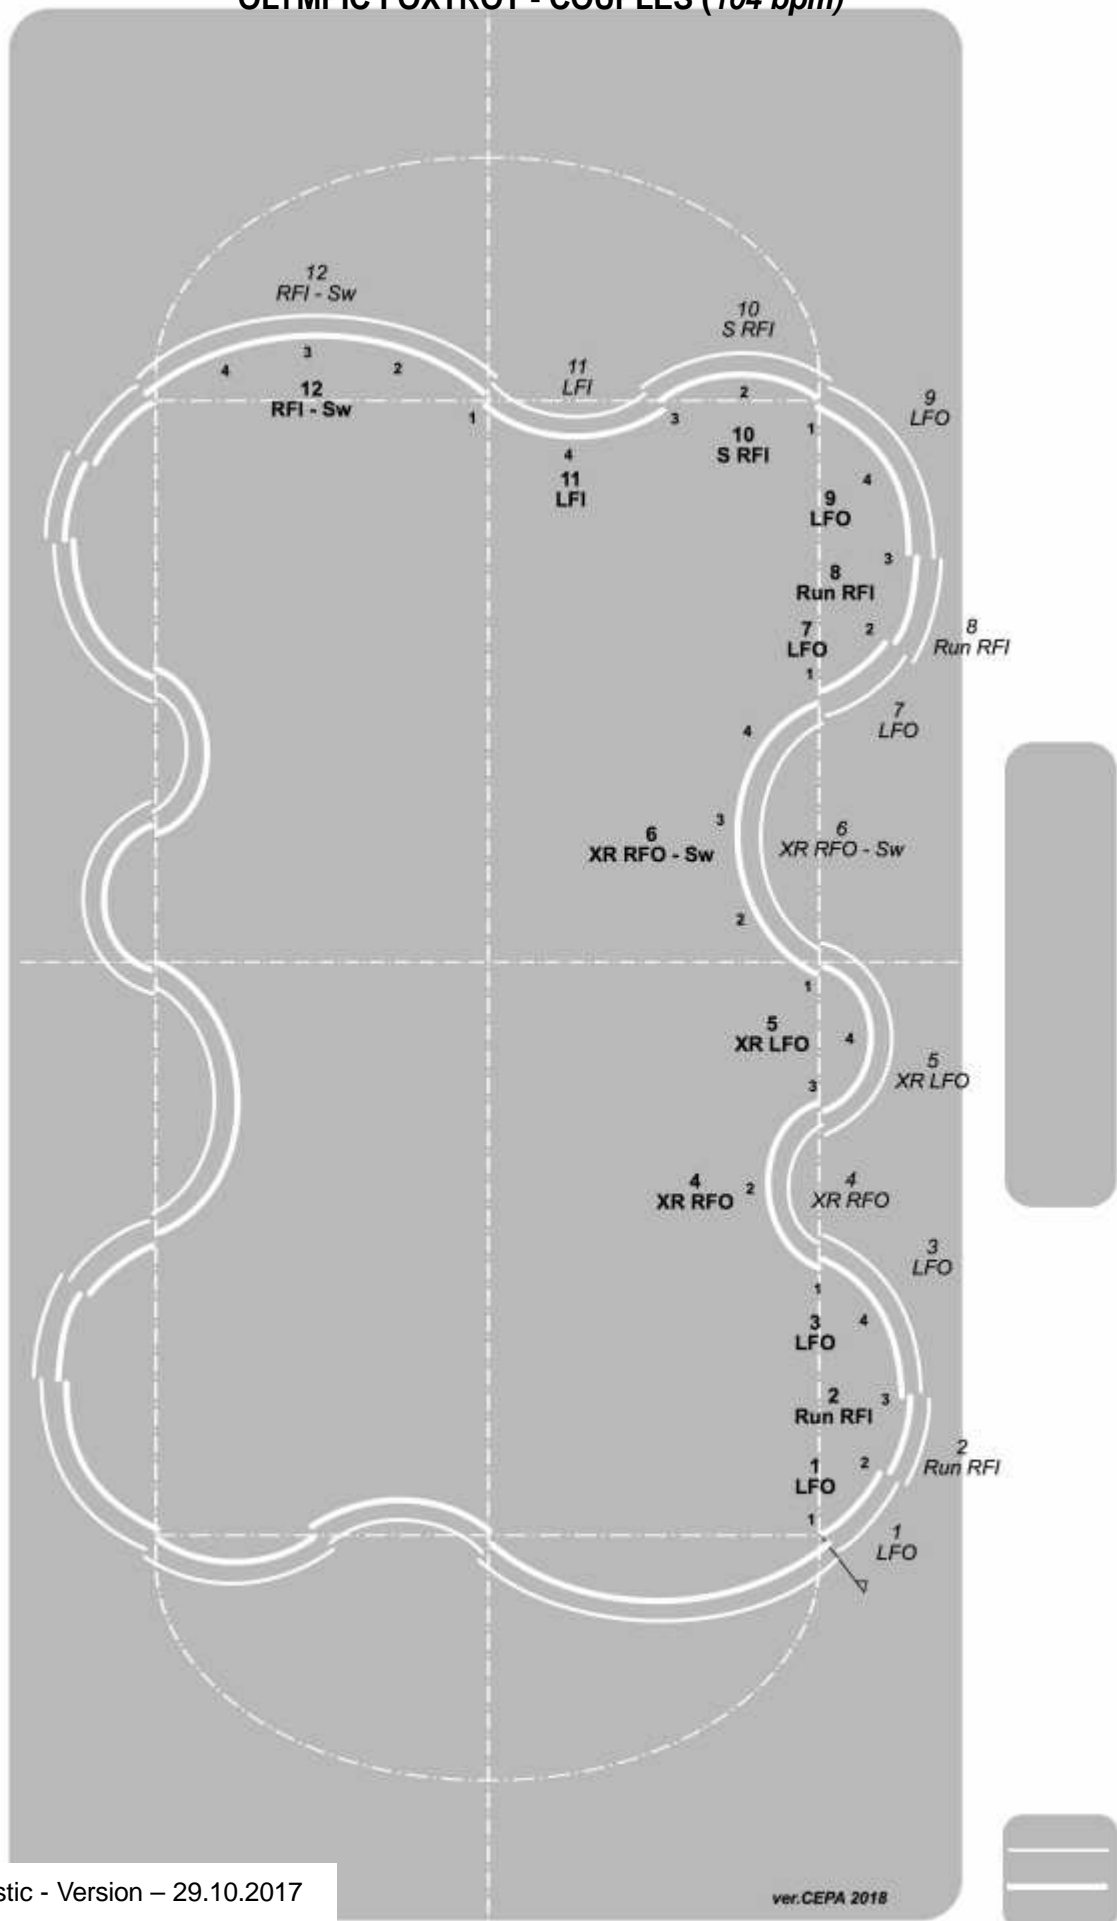 OLYMPIC FOXTROT - COUPLES (104 bpm)
12
RFI - Sw
10
S RFI
3
4
2
11
LFI
2
9
LFO
12
RFI - Sw
1
3
1
10
S RFI
4
11
LFI
4
9
LFO
3
8
Run RFI
7
LFO
2
8
Run RFI
1
7
LFO
4
3
6
XR RFO - Sw
6
XR RFO - Sw
2
1
5
XR LFO
4
5
XR LFO
3
4
XR RFO
2
4
XR RFO
3
LFO
1
3
LFO
4
2
Run RFI
3
2
Run RFI
1
LFO
2
1
1
LFO
stic - Version – 29.10.2017
ver.CEPA 2018